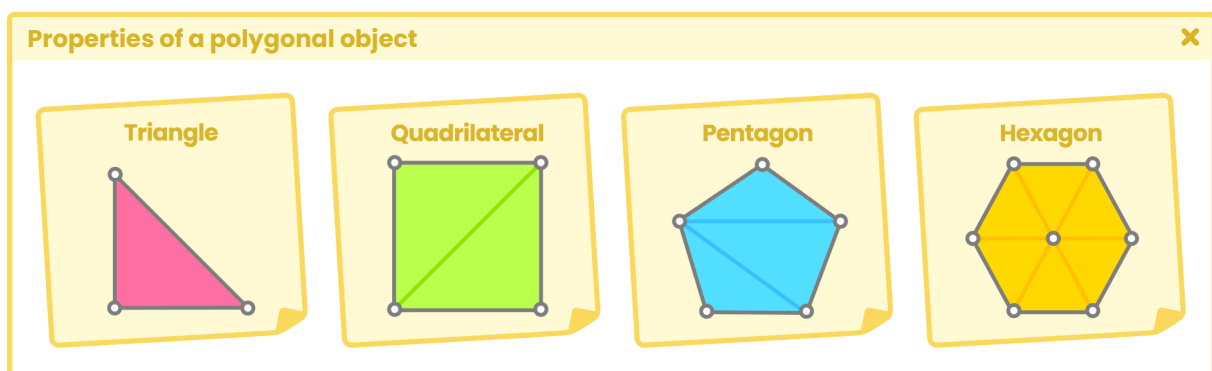 Properties of a polygonal object
Triangle
Quadrilateral
Pentagon
Hexagon